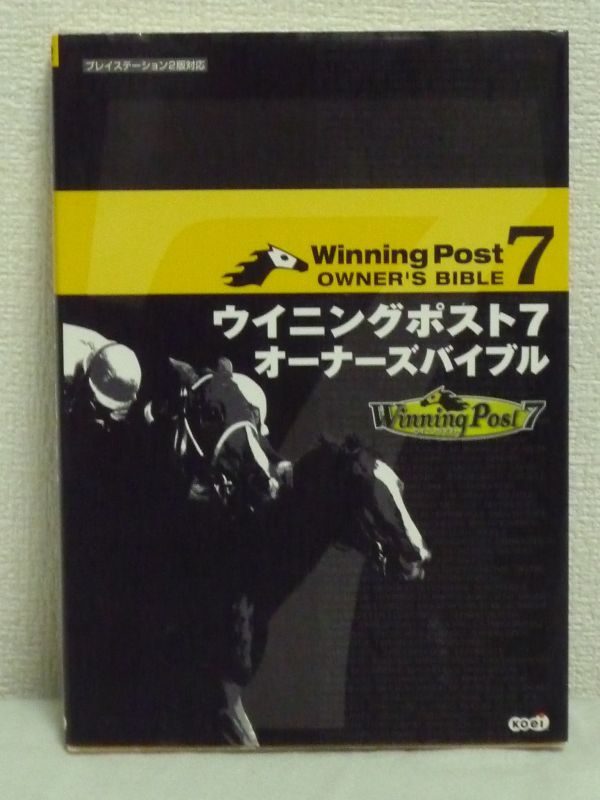 プレイステーション2版対応
Winning Post 7
OWNER'S BIBLE
ウイニングポスト7
オーナーズバイブル
Winning Post 7
KOEI